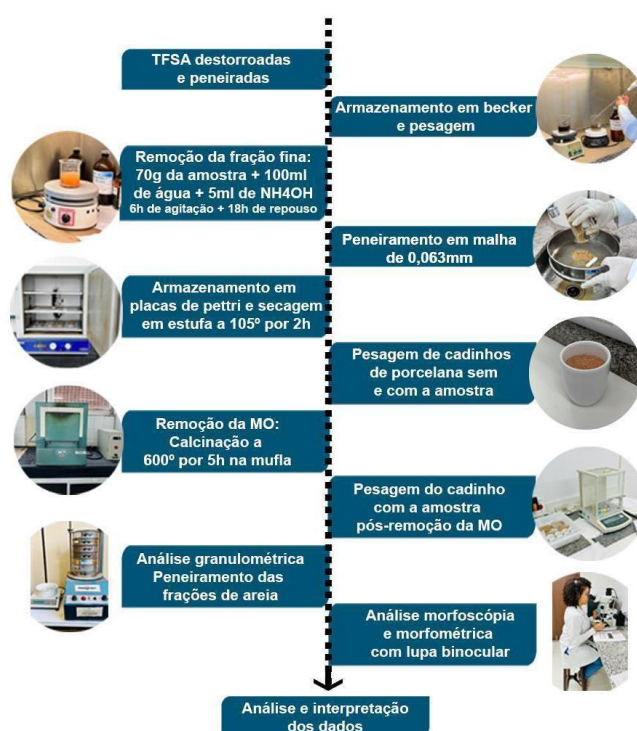 TFSA destorroadas
e peneiradas
Armazenamento em becker
e pesagem
Remoção da fração fina:
70g da amostra + 100ml
de água + 5ml de NH4OH
6h de agitação + 18h de repouso
Peneiramento em malha
de 0,063mm
Armazenamento em
placas de pettri e secagem
em estufa a 105º por 2h
Pesagem de cadinhos
de porcelana sem
e com a amostra
Remoção da MO:
Calcinação a
600º por 5h na mufla
Pesagem do cadinho
com a amostra
pós-remoção da MO
Análise granulométrica
Peneiramento das
frações de areia
Análise morfoscópia
e morfométrica
com lupa binocular
Análise e interpretação
dos dados